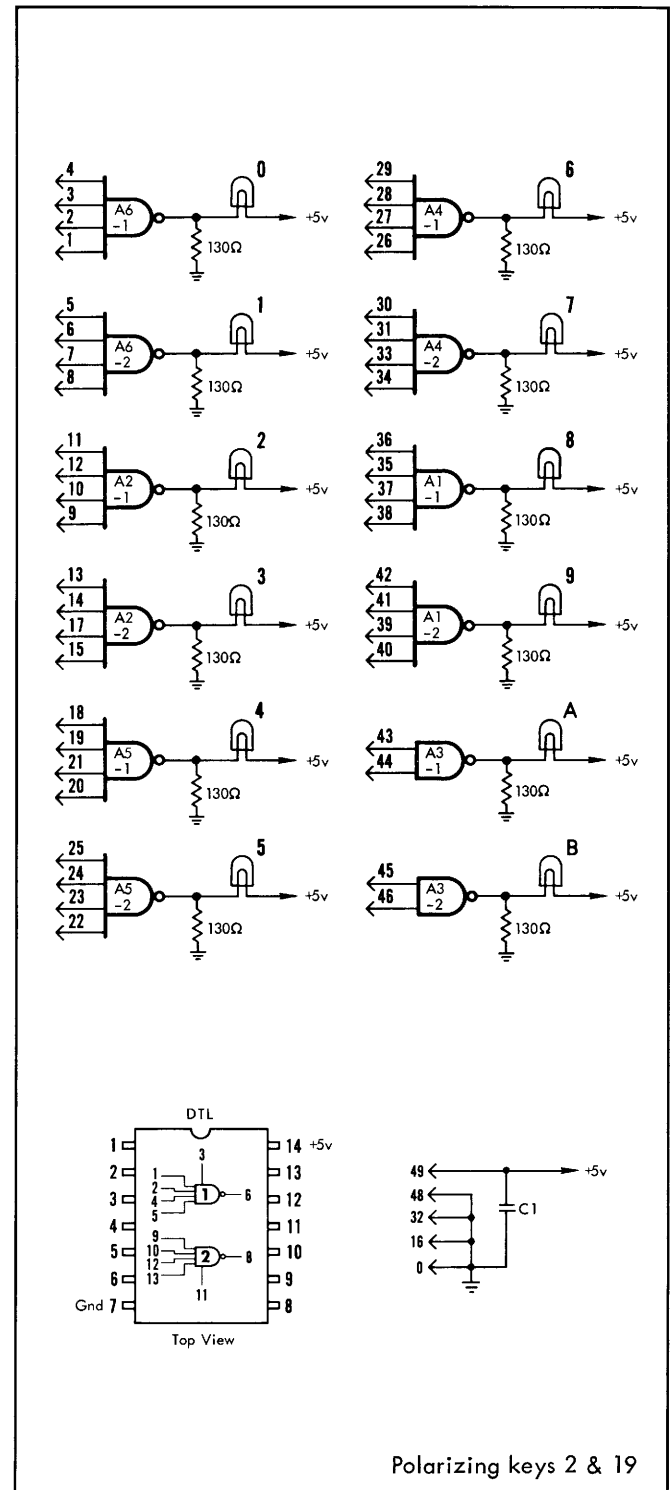 4 0
3 A6
2 -1 +5v
1 130Ω
5 1
6 A6
7 -2 +5v
8 130Ω
11 2
12 A2
10 -1 +5v
9 130Ω
13 3
14 A2
17 -2 +5v
15 130Ω
18 4
19 A5
21 -1 +5v
20 130Ω
25 5
24 A5
23 -2 +5v
22 130Ω
29 6
28 A4
27 -1 +5v
26 130Ω
30 7
31 A4
33 -2 +5v
34 130Ω
36 8
35 A1
37 -1 +5v
38 130Ω
42 9
41 A1
39 -2 +5v
40 130Ω
43 A
44 A3
-1 +5v
130Ω
45 B
46 A3
-2 +5v
130Ω
DTL
1 14 +5v
2 13
3 12
4 11
5 10
6 9
Gnd 7 8
3
1
2 1 6
4
5
9
10 2 8
12
13
11
Top View
49 +5v
48
32 C1
16
0
Polarizing keys 2 & 19